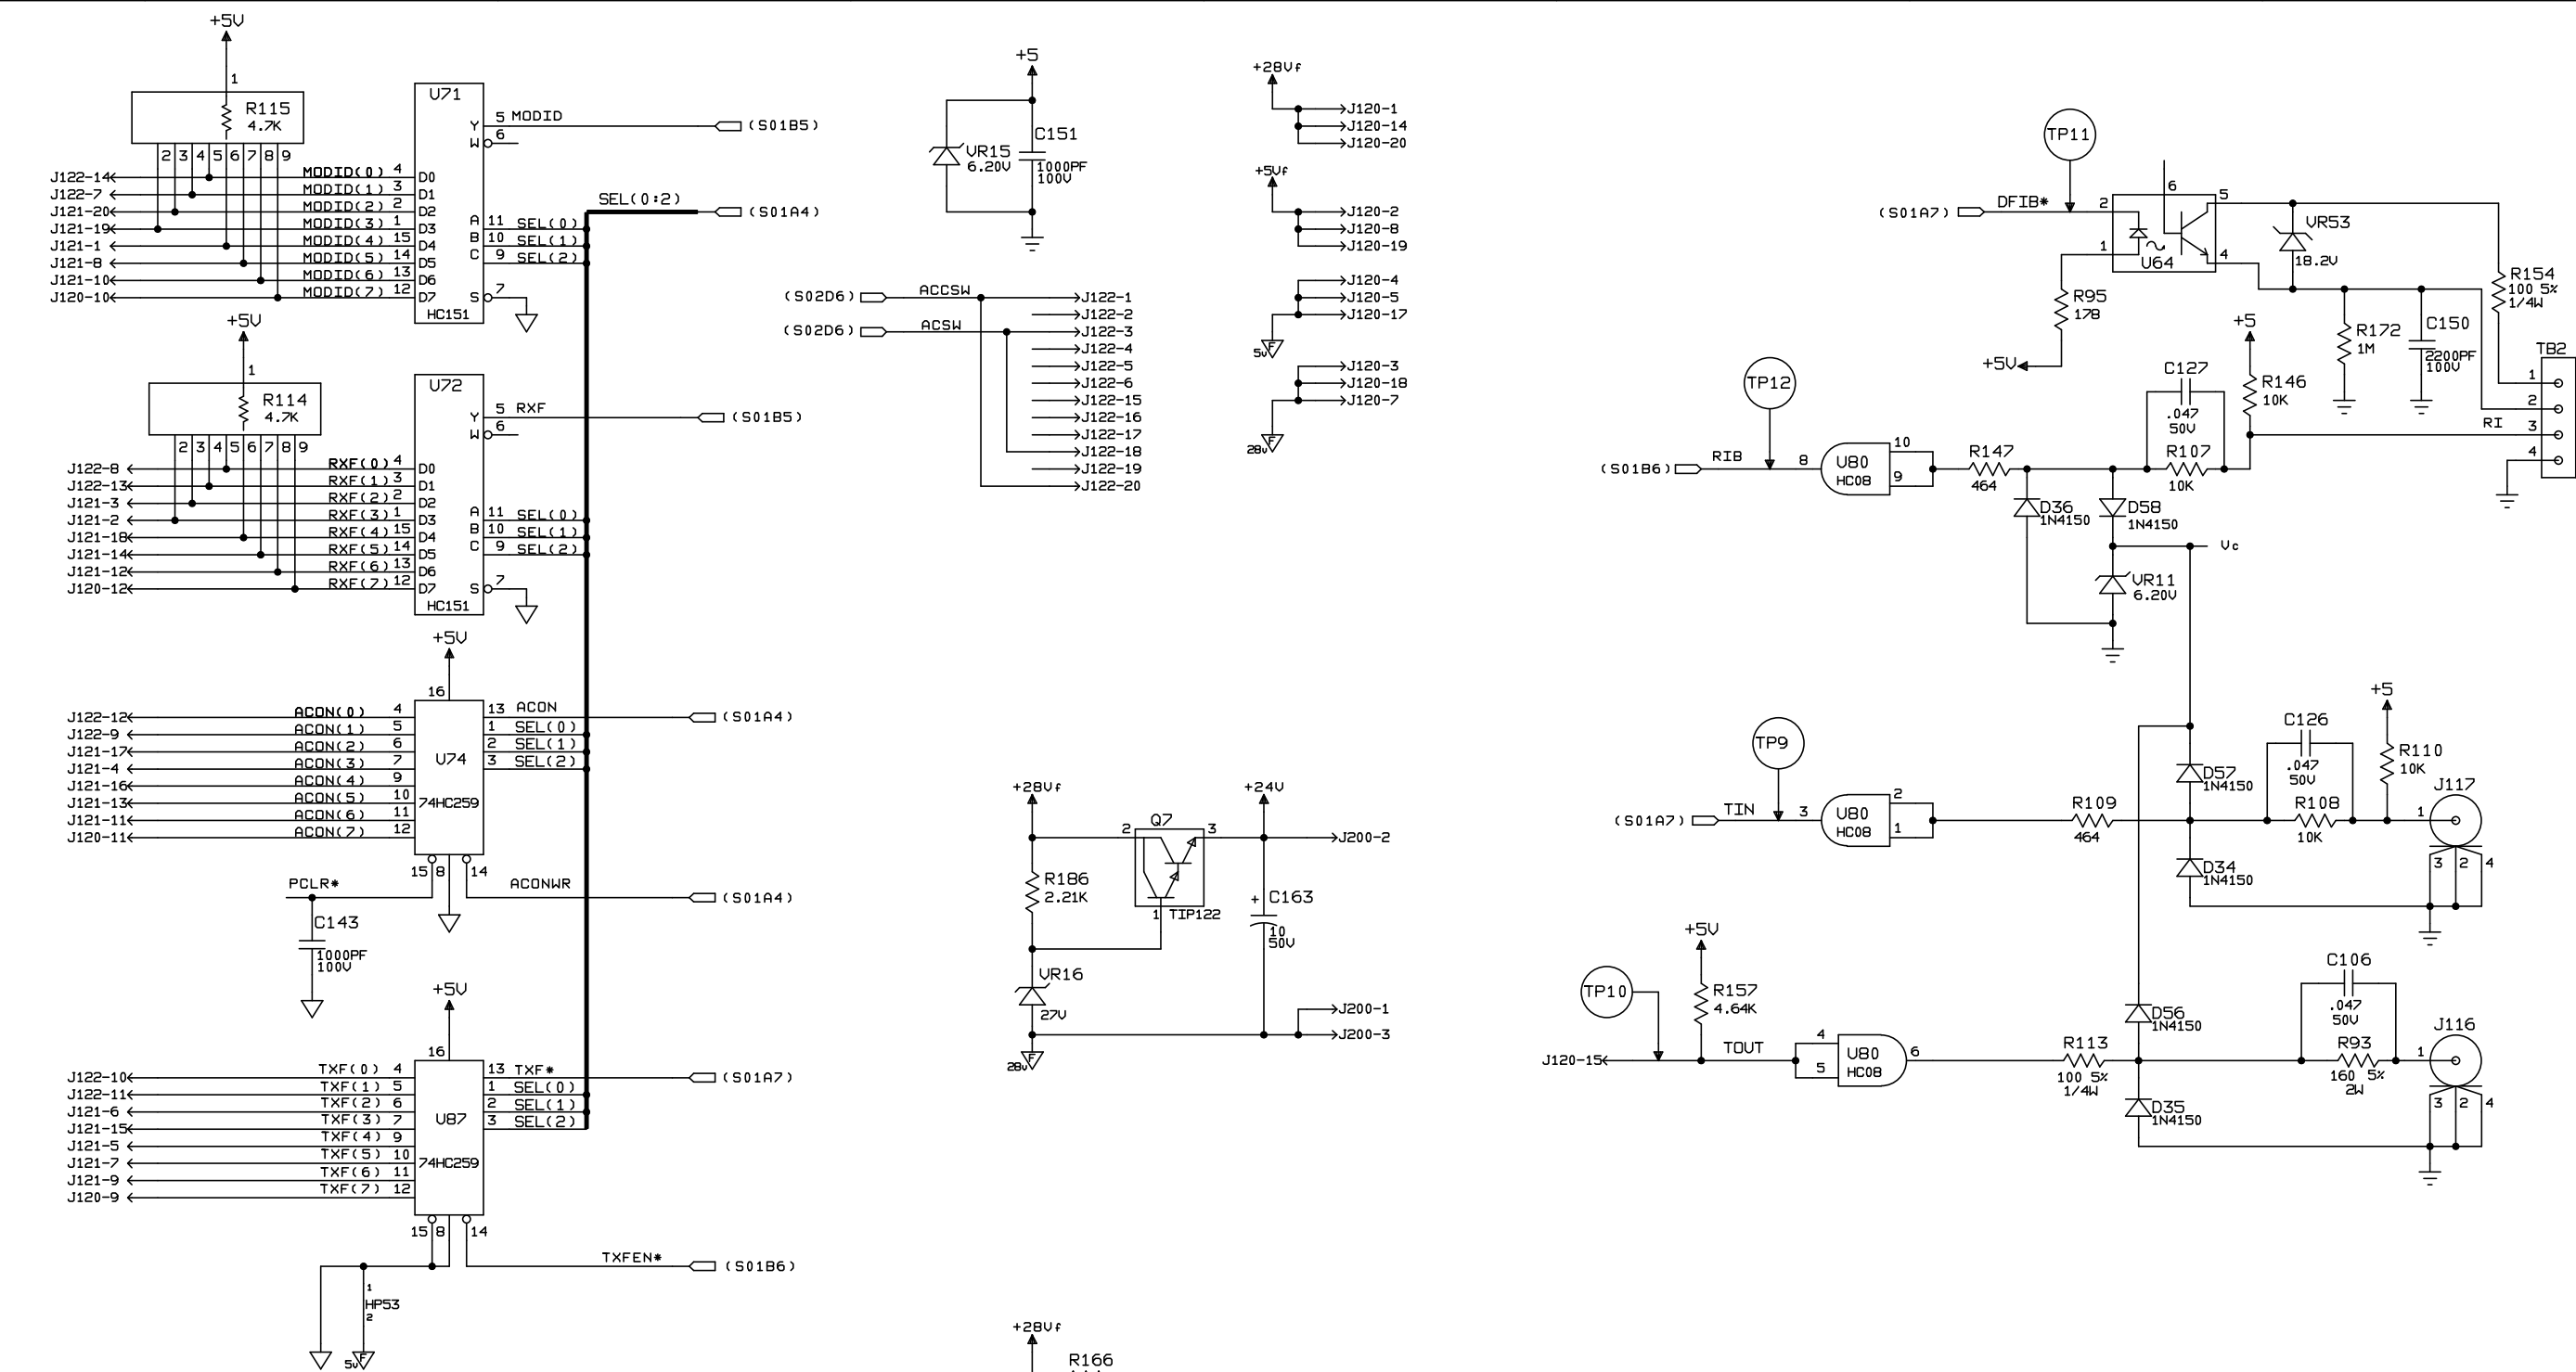 +5V
1
R115
4.7K
2 3 4 5 6 7 8 9
U71
Y 5 MODID (S01B5)
W 6
J122-14 MODID(0) 4 D0
J122-7 MODID(1) 3 D1
J121-20 MODID(2) 2 D2
J121-19 MODID(3) 1 D3 A 11 SEL(0)
J121-1 MODID(4) 15 D4 B 10 SEL(1)
J121-8 MODID(5) 14 D5 C 9 SEL(2)
J121-10 MODID(6) 13 D6
J120-10 MODID(7) 12 D7 S 7
HC151
SEL(0:2) (S01A4)
+5V
1
R114
4.7K
2 3 4 5 6 7 8 9
U72
Y 5 RXF (S01B5)
W 6
J122-8 RXF(0) 4 D0
J122-13 RXF(1) 3 D1
J121-3 RXF(2) 2 D2
J121-2 RXF(3) 1 D3 A 11 SEL(0)
J121-18 RXF(4) 15 D4 B 10 SEL(1)
J121-14 RXF(5) 14 D5 C 9 SEL(2)
J121-12 RXF(6) 13 D6
J120-12 RXF(7) 12 D7 S 7
HC151
+5V
16
J122-12 ACON(0) 4 13 ACON (S01A4)
J122-9 ACON(1) 5 1 SEL(0)
J121-17 ACON(2) 6 2 SEL(1)
J121-4 ACON(3) 7 U74 3 SEL(2)
J121-16 ACON(4) 9
J121-13 ACON(5) 10 74HC259
J121-11 ACON(6) 11
J120-11 ACON(7) 12
15 8 14
PCLR* ACONWR (S01A4)
C143
1000PF
100V
+5V
16
J122-10 TXF(0) 4 13 TXF* (S01A7)
J122-11 TXF(1) 5 1 SEL(0)
J121-6 TXF(2) 6 2 SEL(1)
J121-15 TXF(3) 7 U87 3 SEL(2)
J121-5 TXF(4) 9
J121-7 TXF(5) 10 74HC259
J121-9 TXF(6) 11
J120-9 TXF(7) 12
15 8 14
TXFEN* (S01B6)
1
HP53
2
5v F
+5
C151
1000PF
100V
VR15
6.20V
(S02D6) ACCSW J122-1
J122-2
(S02D6) ACSW J122-3
J122-4
J122-5
J122-6
J122-15
J122-16
J122-17
J122-18
J122-19
J122-20
+28Vf
J120-1
J120-14
J120-20
+5Vf
J120-2
J120-8
J120-19
J120-4
J120-5
J120-17
5v F
J120-3
J120-18
J120-7
28v F
+28Vf
+24V
Q7
2 3
J200-2
R186
2.21K
1 TIP122
+ C163
10
50V
VR16
27V
J200-1
J200-3
28v F
+28Vf
R166
TP11
(S01A7) DFIB* 2
6
5
1
4
U64
VR53
18.2V
R154
100 5%
1/4W
R95
178
+5V
R172
1M
C150
2200PF
100V
+5
R146
10K
TB2
1
2
RI 3
4
TP12
C127
.047
50V
(S01B6) RIB 8
U80
HC08
10
9
R147
464
R107
10K
D36
1N4150
D58
1N4150
Vc
VR11
6.20V
TP9
(S01A7) TIN 3
U80
HC08
2
1
R109
464
D57
1N4150
D34
1N4150
C126
.047
50V
R108
10K
+5
R110
10K
J117
1
3 2 4
+5V
R157
4.64K
TP10
J120-15 TOUT
4
5
U80
HC08
6
R113
100 5%
1/4W
D56
1N4150
D35
1N4150
C106
.047
50V
R93
160 5%
2W
J116
1
3 2 4